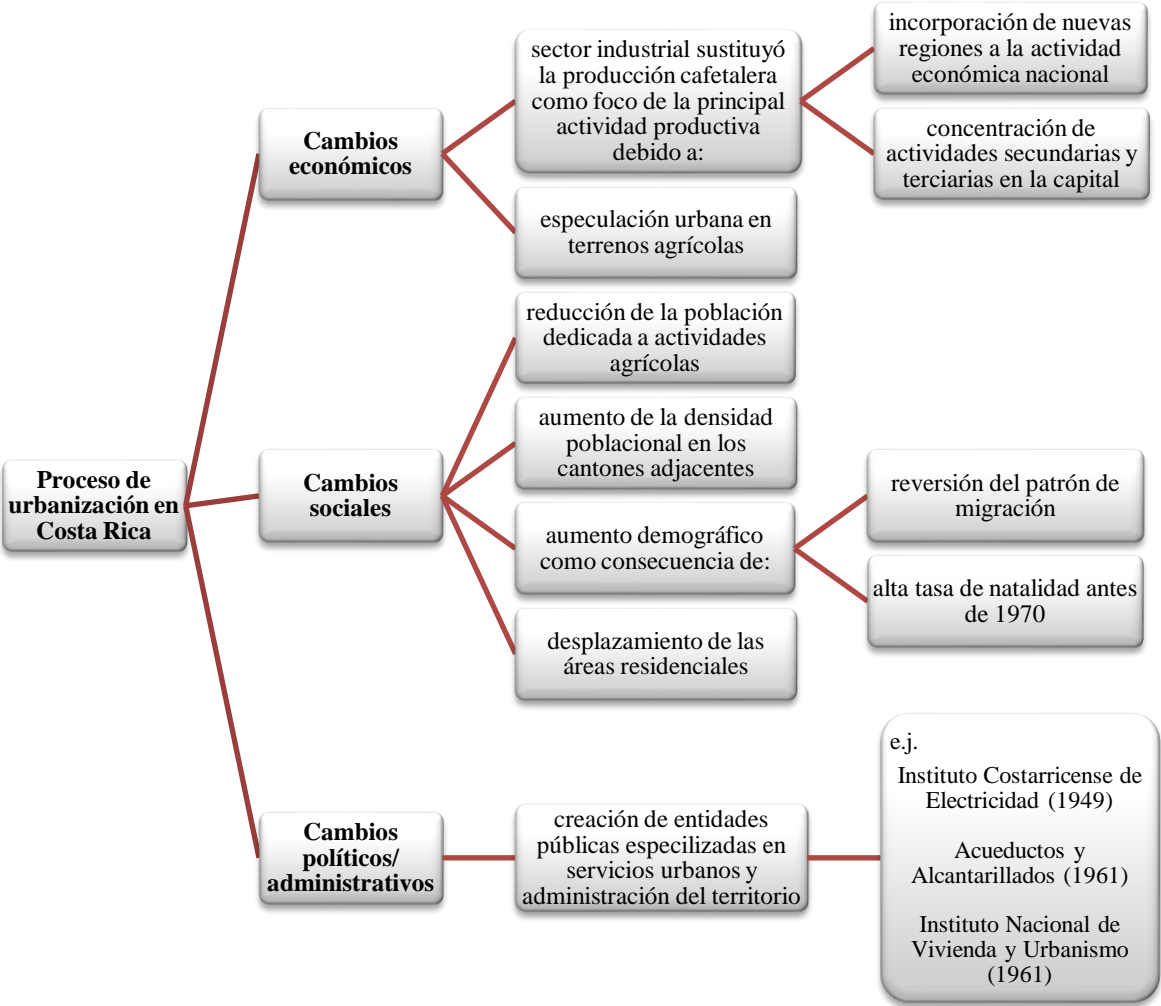 Proceso de
urbanización en
Costa Rica
Cambios
económicos
sector industrial sustituyó
la producción cafetalera
como foco de la principal
actividad productiva
debido a:
incorporación de nuevas
regiones a la actividad
económica nacional
concentración de
actividades secundarias y
terciarias en la capital
especulación urbana en
terrenos agrícolas
Cambios
sociales
reducción de la población
dedicada a actividades
agrícolas
aumento de la densidad
poblacional en los
cantones adjacentes
aumento demográfico
como consecuencia de:
reversión del patrón de
migración
alta tasa de natalidad antes
de 1970
desplazamiento de las
áreas residenciales
Cambios
políticos/
administrativos
creación de entidades
públicas especilizadas en
servicios urbanos y
administración del territorio
e.j.
Instituto Costarricense de
Electricidad (1949)
Acueductos y
Alcantarillados (1961)
Instituto Nacional de
Vivienda y Urbanismo
(1961)